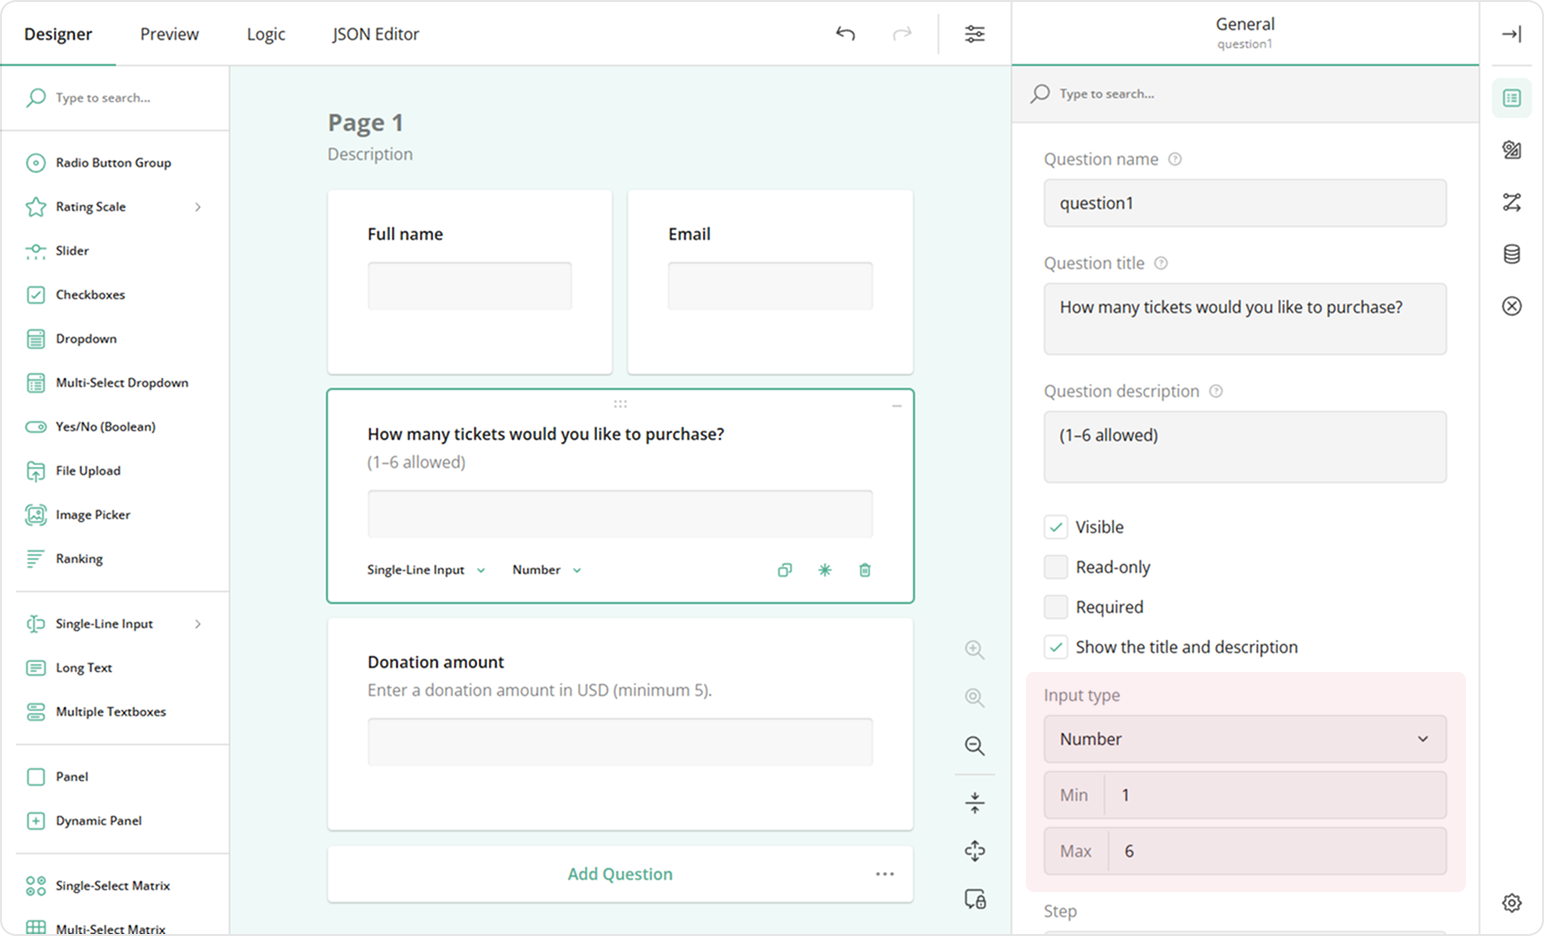 Designer
Preview
Logic
JSON Editor
General
question1
Type to search...
Radio Button Group
Rating Scale
Slider
Checkboxes
Dropdown
Multi-Select Dropdown
Yes/No (Boolean)
File Upload
Image Picker
Ranking
Single-Line Input
Long Text
Multiple Textboxes
Panel
Dynamic Panel
Single-Select Matrix
Multi-Select Matrix
Page 1
Description
Full name
Email
How many tickets would you like to purchase?
(1–6 allowed)
Single-Line Input
Number
Donation amount
Enter a donation amount in USD (minimum 5).
Add Question
Type to search...
Question name
question1
Question title
How many tickets would you like to purchase?
Question description
(1–6 allowed)
Visible
Read-only
Required
Show the title and description
Input type
Number
Min 1
Max 6
Step